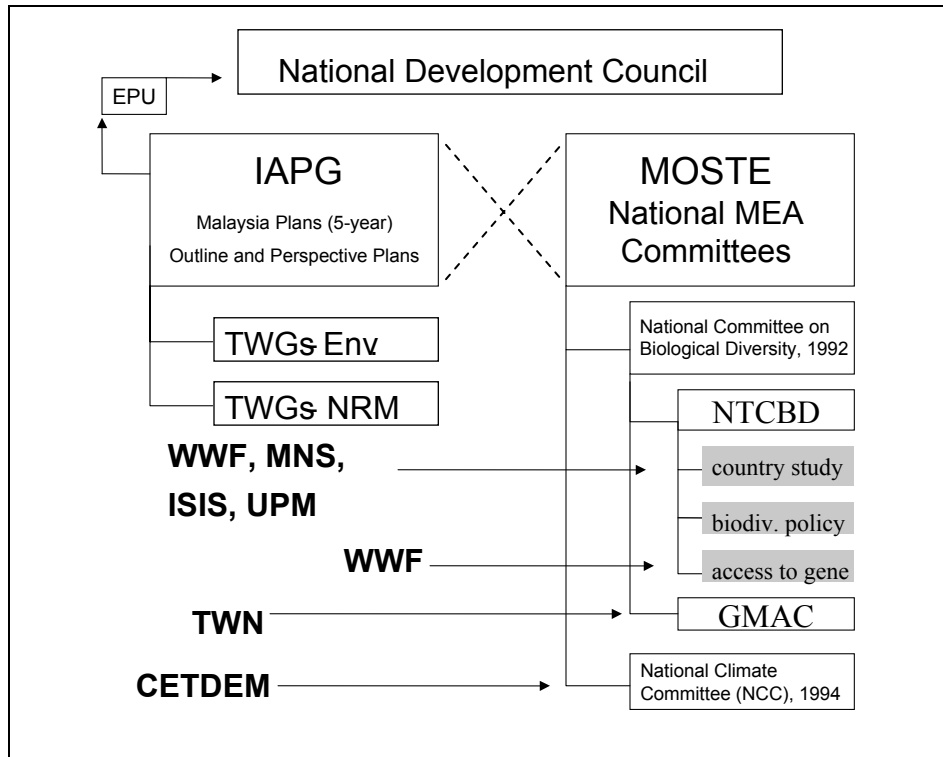 National Development Council
EPU
IAPG
Malaysia Plans (5-year)
Outline and Perspective Plans
MOSTE
National MEA
Committees
TWGs- Env.
TWGs- NRM
National Committee on
Biological Diversity, 1992
NTCBD
country study
biodiv. policy
access to gene
GMAC
National Climate
Committee (NCC), 1994
WWF, MNS,
ISIS, UPM
WWF
TWN
CETDEM